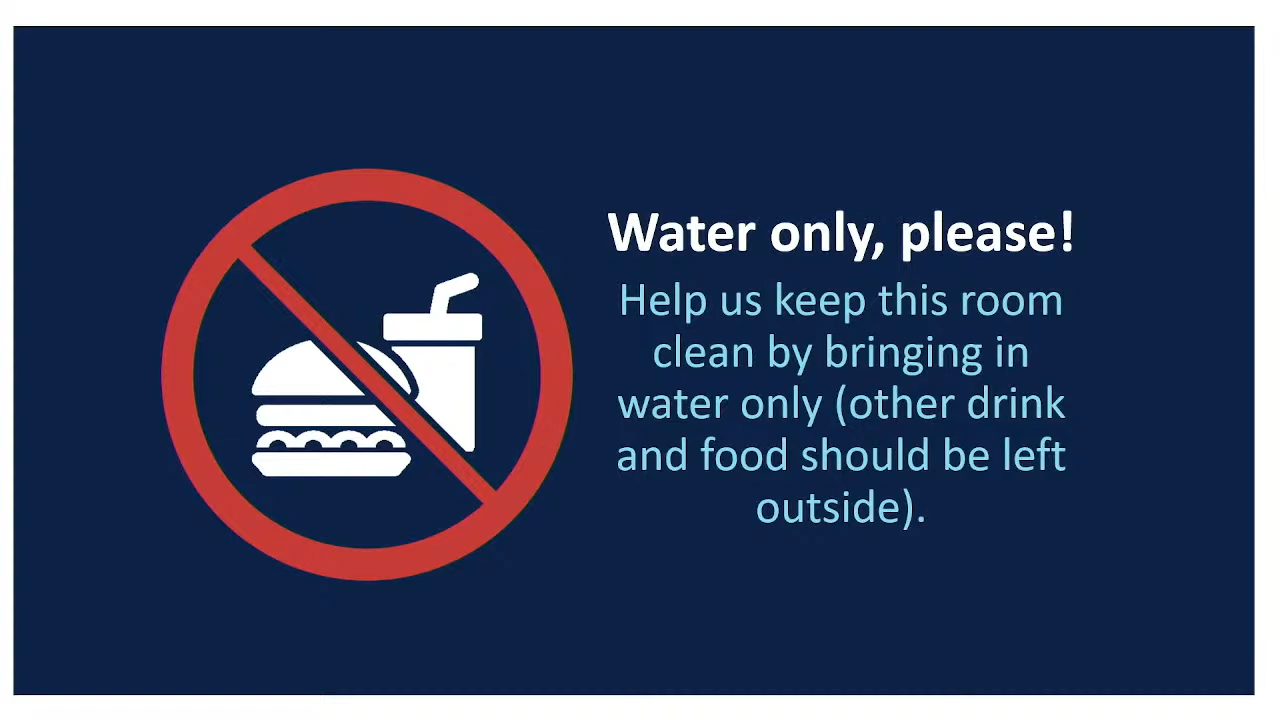 Water only, please!
Help us keep this room
clean by bringing in
water only (other drink
and food should be left
outside).